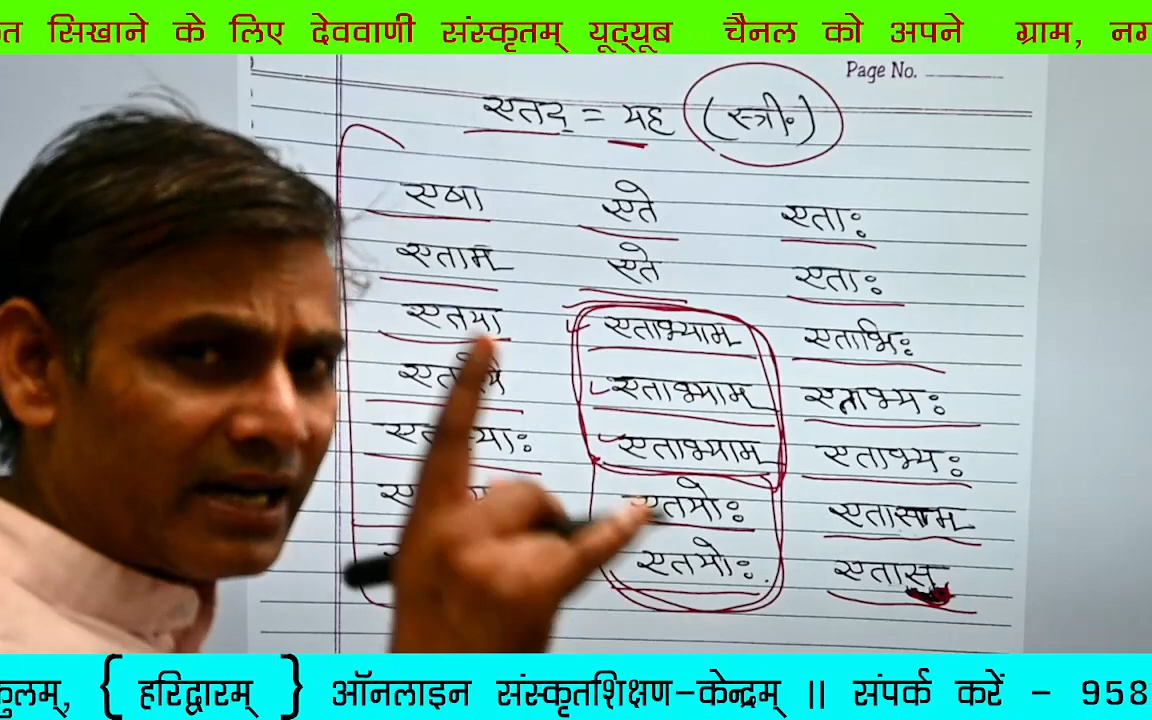 सिखाने के लिए देववाणी संस्कृतम् यूट्यूब चैनल को अपने ग्राम, नग
Page No.
एतद् = यह (स्त्री॰)
एषा एते एताः
एताम् एते एताः
एतया एताभ्याम् एताभिः
एताभ्याम् एताभ्यः
एताभ्याम् एताभ्यः
एतयोः एतासाम्
एतयोः एतासु
कुलम्, { हरिद्वारम् } ऑनलाइन संस्कृतशिक्षण-केन्द्रम् || संपर्क करें - 958